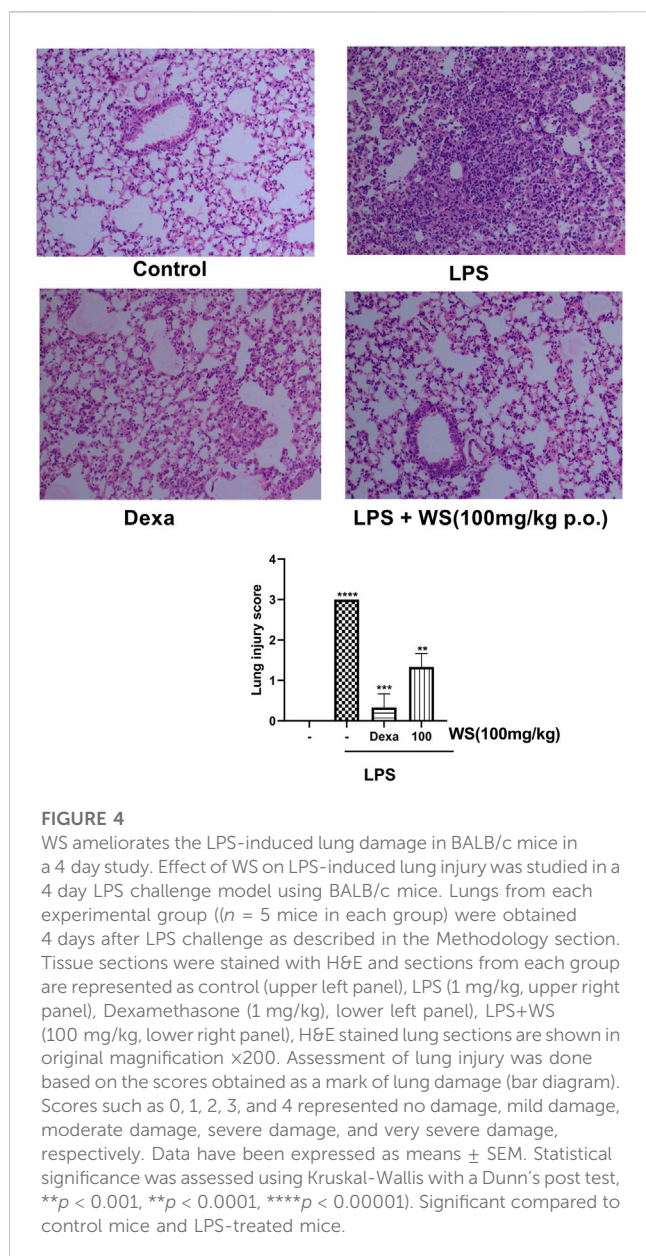 Control
LPS
Dexa
LPS + WS(100mg/kg p.o.)
Lung injury score
4
3
2
1
0
****
***
**
-
-
Dexa
100
WS(100mg/kg)
LPS
FIGURE 4
WS ameliorates the LPS-induced lung damage in BALB/c mice in
a 4 day study. Effect of WS on LPS-induced lung injury was studied in a
4 day LPS challenge model using BALB/c mice. Lungs from each
experimental group ((n = 5 mice in each group) were obtained
4 days after LPS challenge as described in the Methodology section.
Tissue sections were stained with H&E and sections from each group
are represented as control (upper left panel), LPS (1 mg/kg, upper right
panel), Dexamethasone (1 mg/kg), lower left panel), LPS+WS
(100 mg/kg, lower right panel), H&E stained lung sections are shown in
original magnification ×200. Assessment of lung injury was done
based on the scores obtained as a mark of lung damage (bar diagram).
Scores such as 0, 1, 2, 3, and 4 represented no damage, mild damage,
moderate damage, severe damage, and very severe damage,
respectively. Data have been expressed as means ± SEM. Statistical
significance was assessed using Kruskal-Wallis with a Dunn's post test,
**p < 0.001, **p < 0.0001, ****p < 0.00001). Significant compared to
control mice and LPS-treated mice.